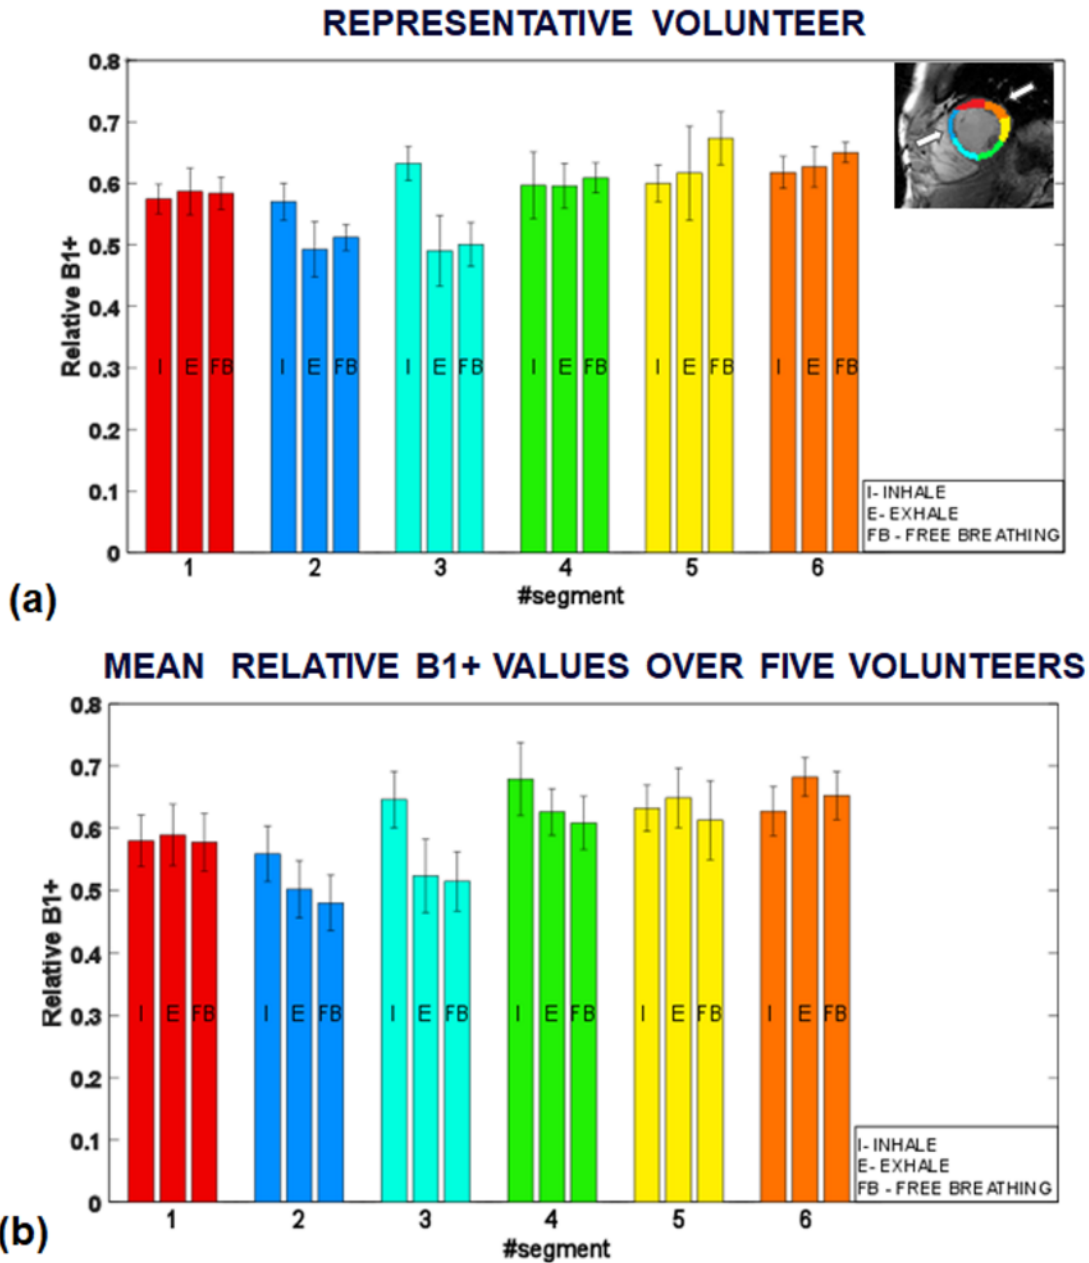 REPRESENTATIVE VOLUNTEER
0.8
0.7
0.6
0.5
0.4
0.3
0.2
0.1
0
Relative B1+
I E FB I E FB I E FB I E FB I E FB I E FB
I- INHALE
E- EXHALE
FB - FREE BREATHING
1 2 3 4 5 6
#segment
(a)
MEAN RELATIVE B1+ VALUES OVER FIVE VOLUNTEERS
0.8
0.7
0.6
0.5
0.4
0.3
0.2
0.1
0
Relative B1+
I E FB I E FB I E FB I E FB I E FB I E FB
I- INHALE
E- EXHALE
FB - FREE BREATHING
1 2 3 4 5 6
#segment
(b)